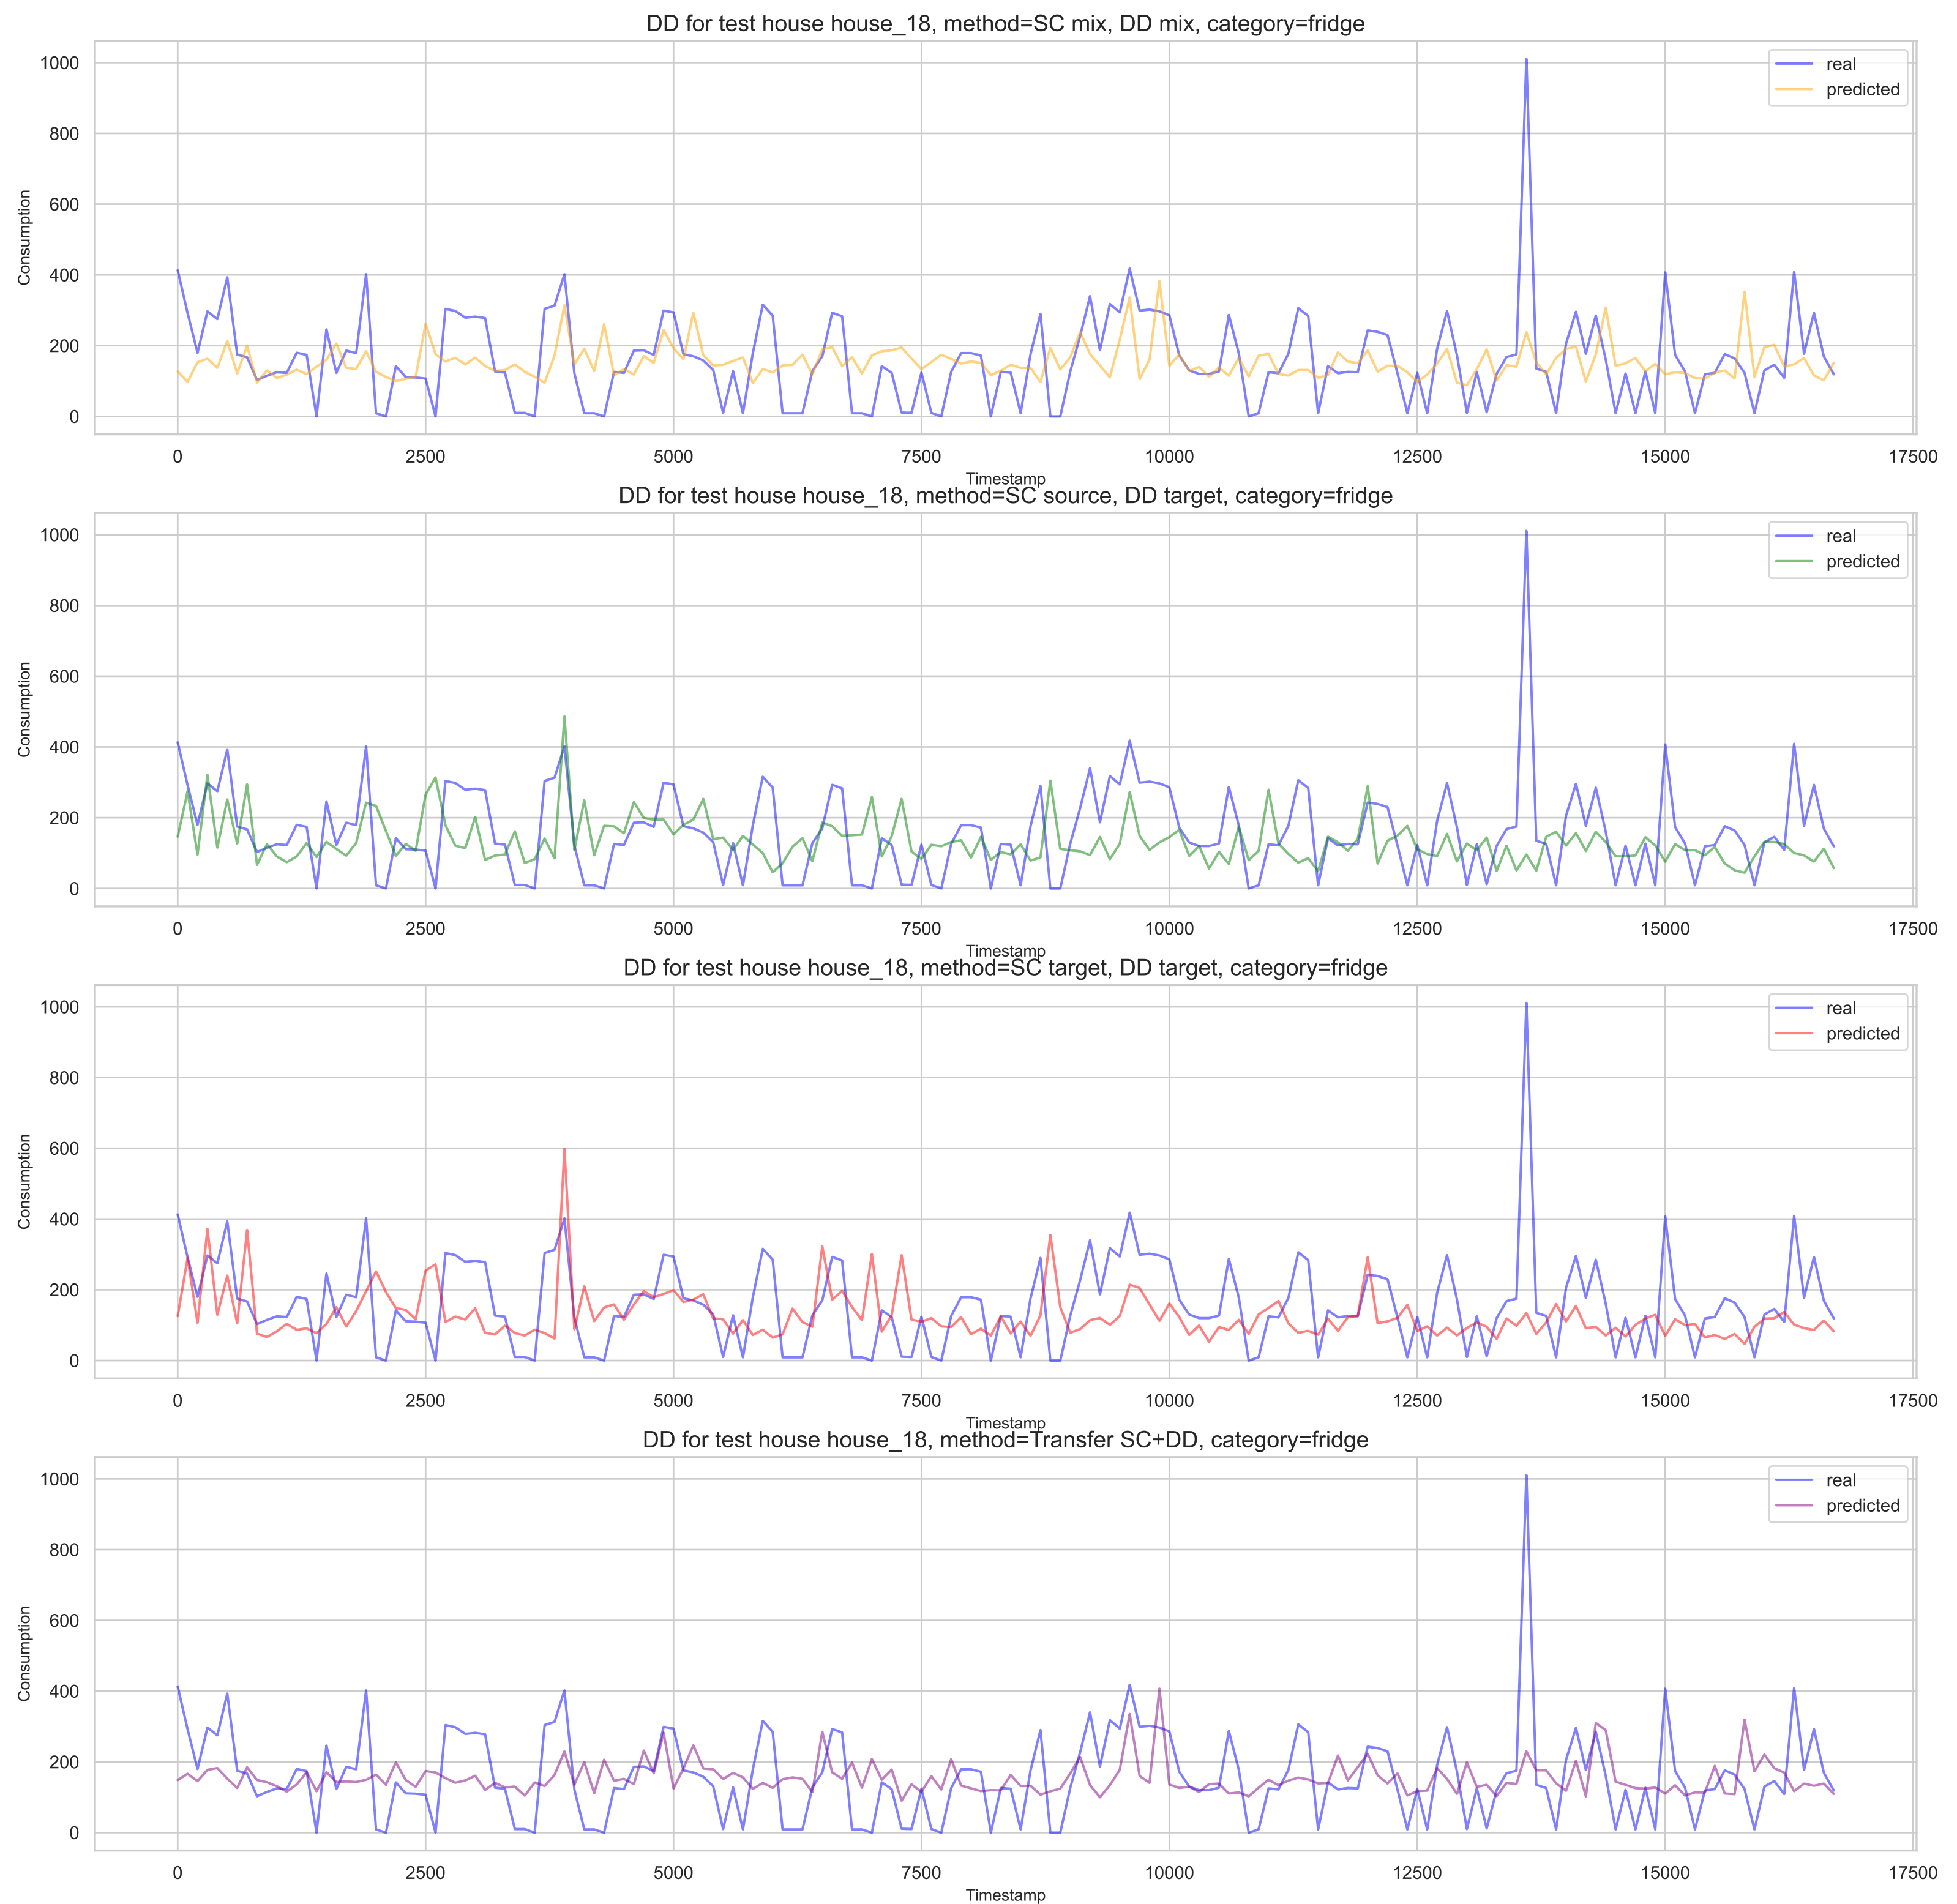 DD for test house house_18, method=SC mix, DD mix, category=fridge
1000
800
600
400
200
0
Consumption
real
predicted
0 2500 5000 7500 10000 12500 15000 17500
Timestamp
DD for test house house_18, method=SC source, DD target, category=fridge
1000
800
600
400
200
0
Consumption
real
predicted
0 2500 5000 7500 10000 12500 15000 17500
Timestamp
DD for test house house_18, method=SC target, DD target, category=fridge
1000
800
600
400
200
0
Consumption
real
predicted
0 2500 5000 7500 10000 12500 15000 17500
Timestamp
DD for test house house_18, method=Transfer SC+DD, category=fridge
1000
800
600
400
200
0
Consumption
real
predicted
0 2500 5000 7500 10000 12500 15000 17500
Timestamp